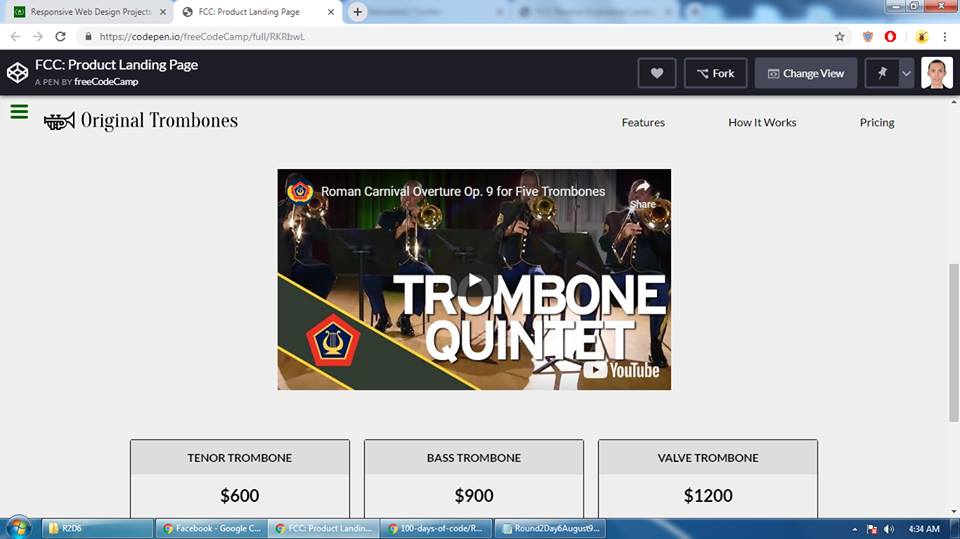 Responsive Web Design Projects
FCC: Product Landing Page
https://codepen.io/freeCodeCamp/full/RKRbwL
FCC: Product Landing Page
A PEN BY freeCodeCamp
Fork
Change View
Original Trombones
Features
How It Works
Pricing
Roman Carnival Overture Op. 9 for Five Trombones
Share
TROMBONE
QUINTET
YouTube
TENOR TROMBONE
BASS TROMBONE
VALVE TROMBONE
$600
$900
$1200
R2D6
Facebook - Google C...
FCC: Product Landin...
100-days-of-code/R...
Round2Day6August9...
4:34 AM